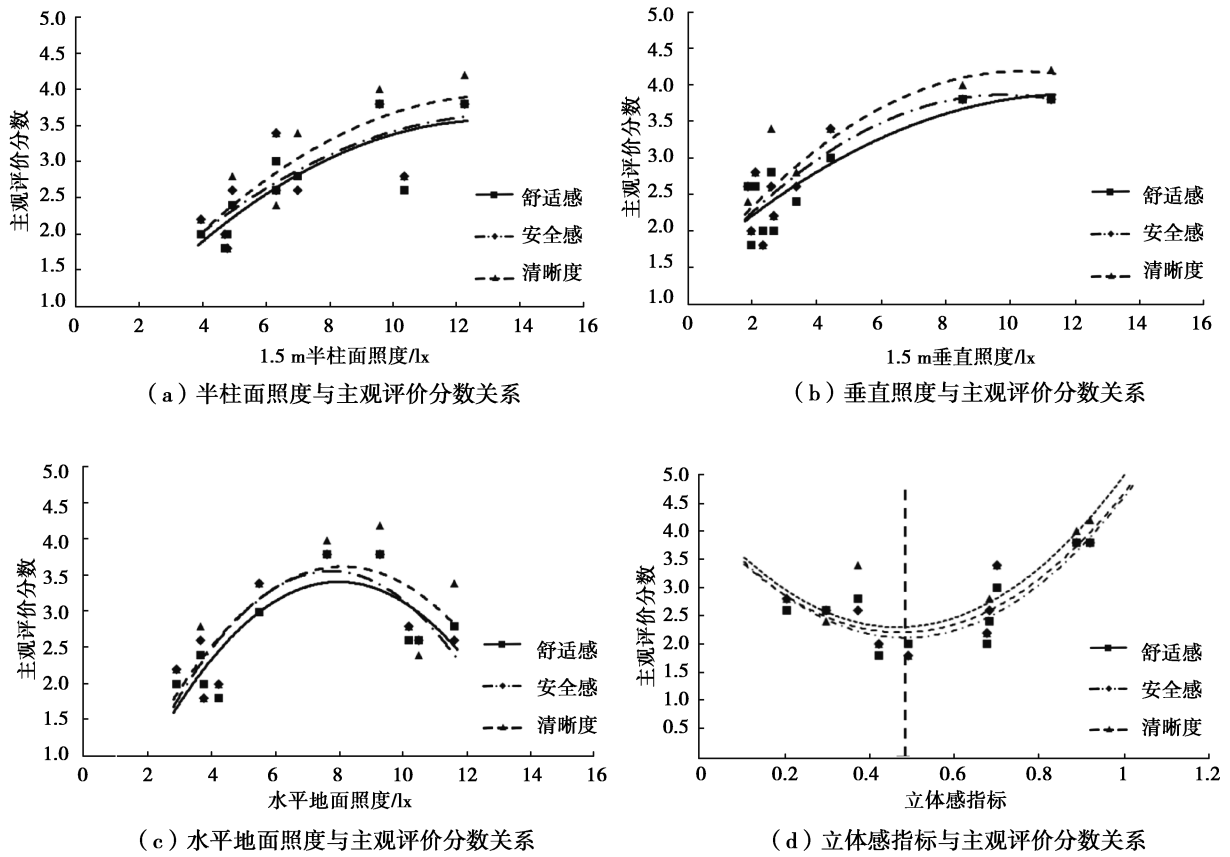 5.0
4.5
4.0
3.5
3.0
2.5
2.0
1.5
1.0
主观评价分数
舒适感
安全感
清晰度
0 2 4 6 8 10 12 14 16
1.5 m半柱面照度/lx
（a）半柱面照度与主观评价分数关系
5.0
4.5
4.0
3.5
3.0
2.5
2.0
1.5
1.0
主观评价分数
舒适感
安全感
清晰度
0 2 4 6 8 10 12 14 16
1.5 m垂直照度/lx
（b）垂直照度与主观评价分数关系
5.0
4.5
4.0
3.5
3.0
2.5
2.0
1.5
1.0
主观评价分数
舒适感
安全感
清晰度
0 2 4 6 8 10 12 14 16
水平地面照度/lx
（c）水平地面照度与主观评价分数关系
5.0
4.5
4.0
3.5
3.0
2.5
2.0
1.5
1.0
0.5
主观评价分数
舒适感
安全感
清晰度
0 0.2 0.4 0.6 0.8 1 1.2
立体感指标
（d）立体感指标与主观评价分数关系